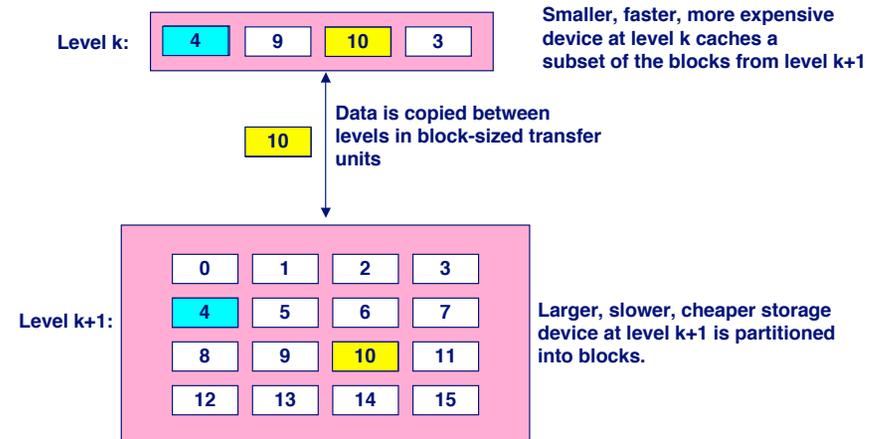 Level k:
4 9 10 3
Smaller, faster, more expensive
device at level k caches a
subset of the blocks from level k+1
10
Data is copied between
levels in block-sized transfer
units
Level k+1:
0 1 2 3
4 5 6 7
8 9 10 11
12 13 14 15
Larger, slower, cheaper storage
device at level k+1 is partitioned
into blocks.